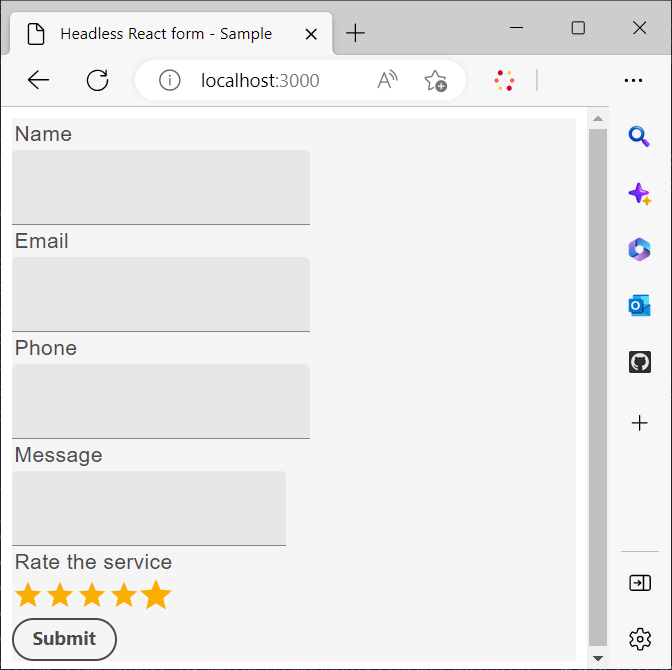 Headless React form - Sample
localhost:3000
Name
Email
Phone
Message
Rate the service
Submit